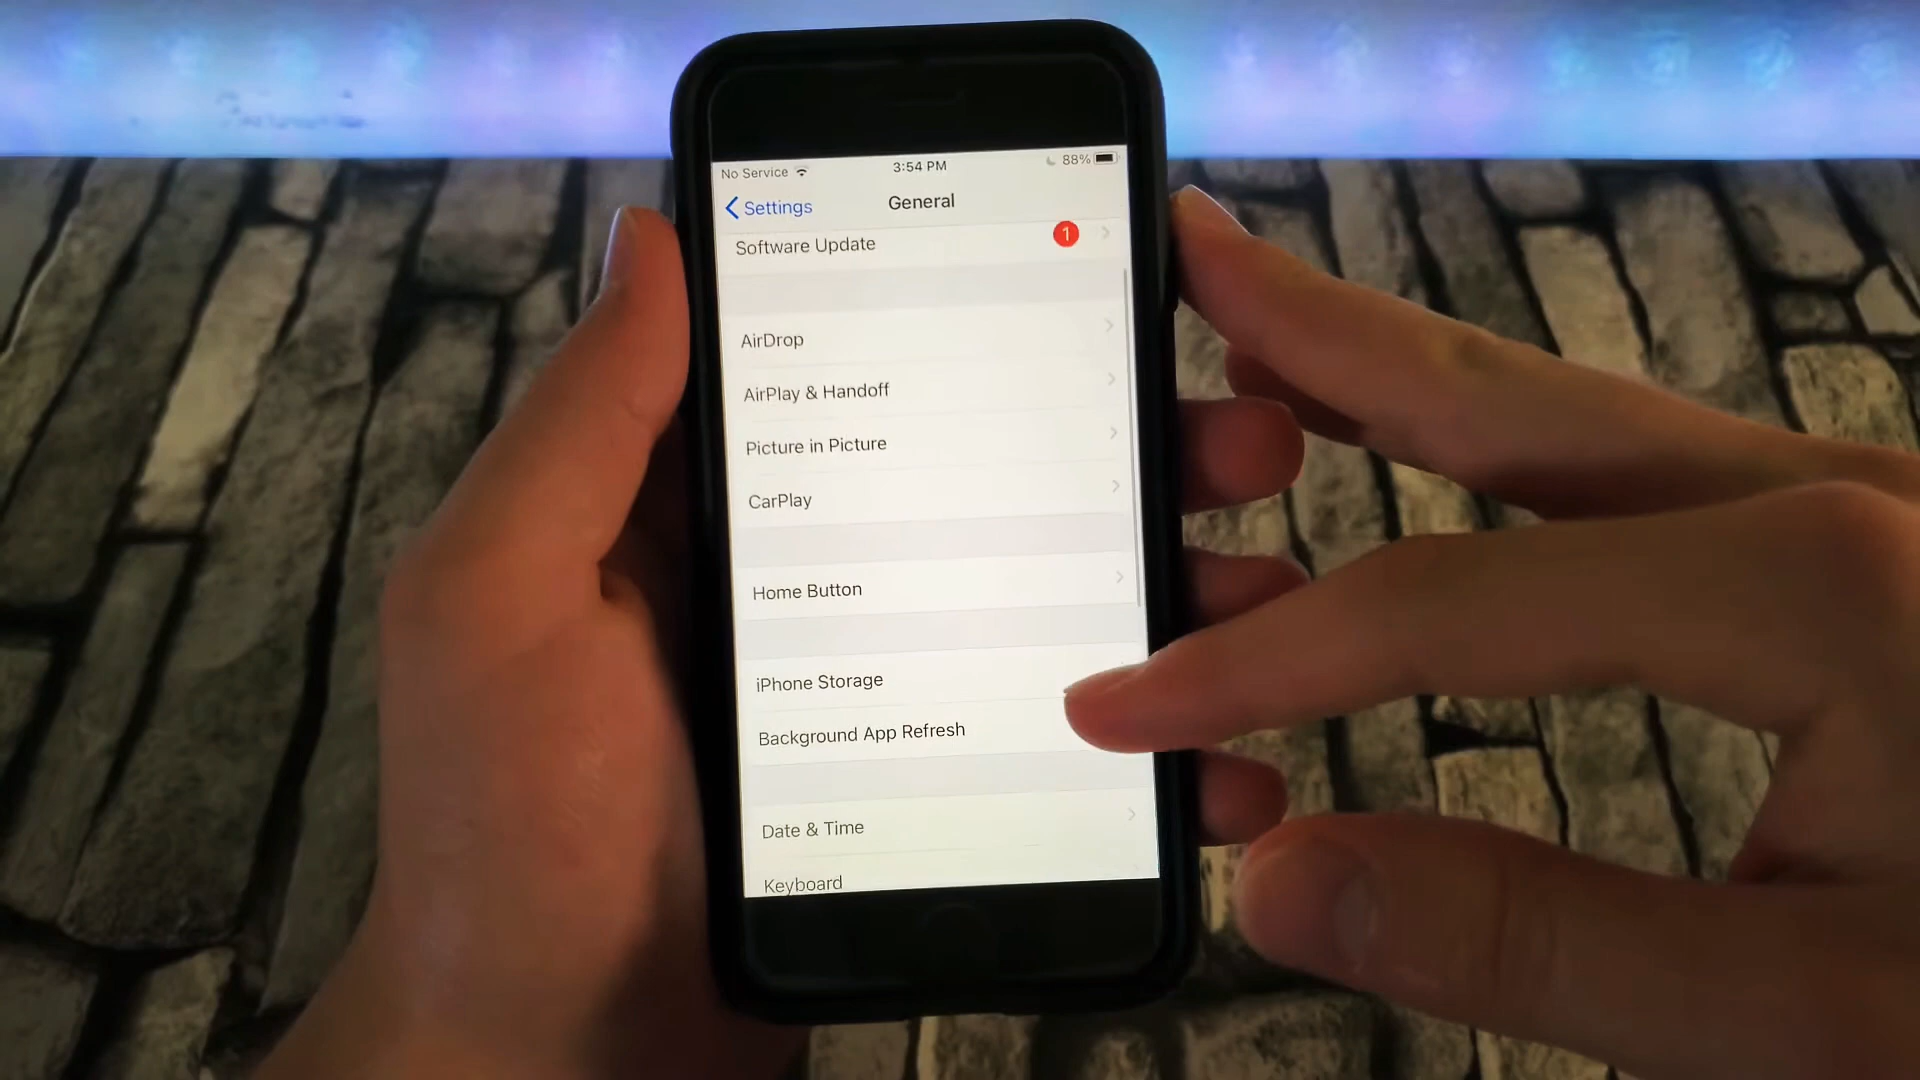 No Service 3:54 PM 88%
Settings General
Software Update 1
AirDrop
AirPlay & Handoff
Picture in Picture
CarPlay
Home Button
iPhone Storage
Background App Refresh
Date & Time
Keyboard